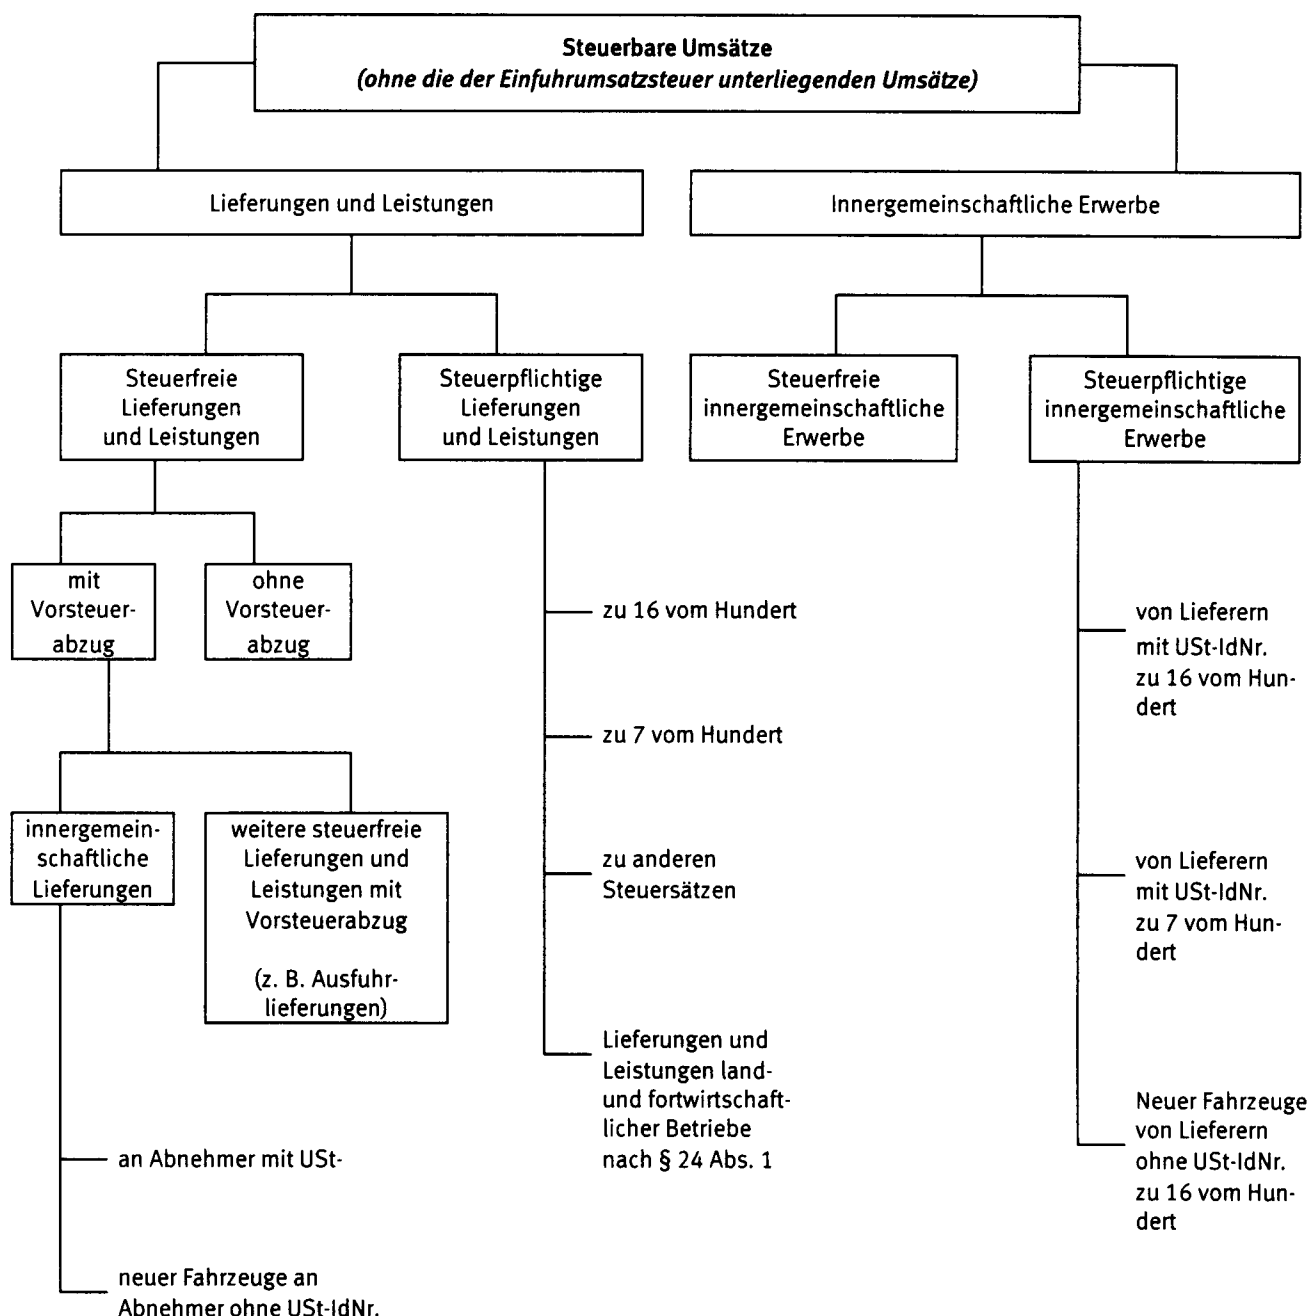 Steuerbare Umsätze
(ohne die der Einfuhrumsatzsteuer unterliegenden Umsätze)
Lieferungen und Leistungen
Innergemeinschaftliche Erwerbe
Steuerfreie
Lieferungen
und Leistungen
Steuerpflichtige
Lieferungen
und Leistungen
Steuerfreie
innergemeinschaftliche
Erwerbe
Steuerpflichtige
innergemeinschaftliche
Erwerbe
mit
Vorsteuer-
abzug
ohne
Vorsteuer-
abzug
innergemein-
schaftliche
Lieferungen
weitere steuerfreie
Lieferungen und
Leistungen mit
Vorsteuerabzug
(z. B. Ausfuhr-
lieferungen)
an Abnehmer mit USt-
neuer Fahrzeuge an
Abnehmer ohne USt-IdNr.
zu 16 vom Hundert
zu 7 vom Hundert
zu anderen
Steuersätzen
Lieferungen und
Leistungen land-
und fortwirtschaft-
licher Betriebe
nach § 24 Abs. 1
von Lieferern
mit USt-IdNr.
zu 16 vom Hun-
dert
von Lieferern
mit USt-IdNr.
zu 7 vom Hun-
dert
Neuer Fahrzeuge
von Lieferern
ohne USt-IdNr.
zu 16 vom Hun-
dert